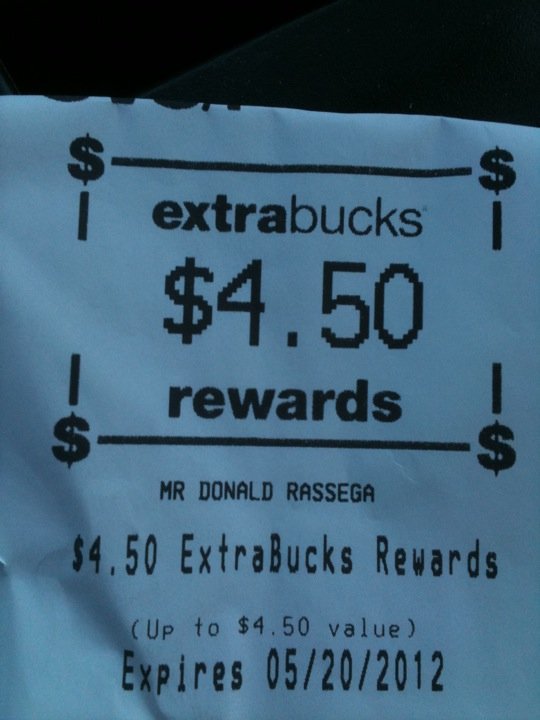 $ $
extrabucks®
$4.50
rewards
$ $
MR DONALD RASSEGA
$4.50 ExtraBucks Rewards
(Up to $4.50 value)
Expires 05/20/2012